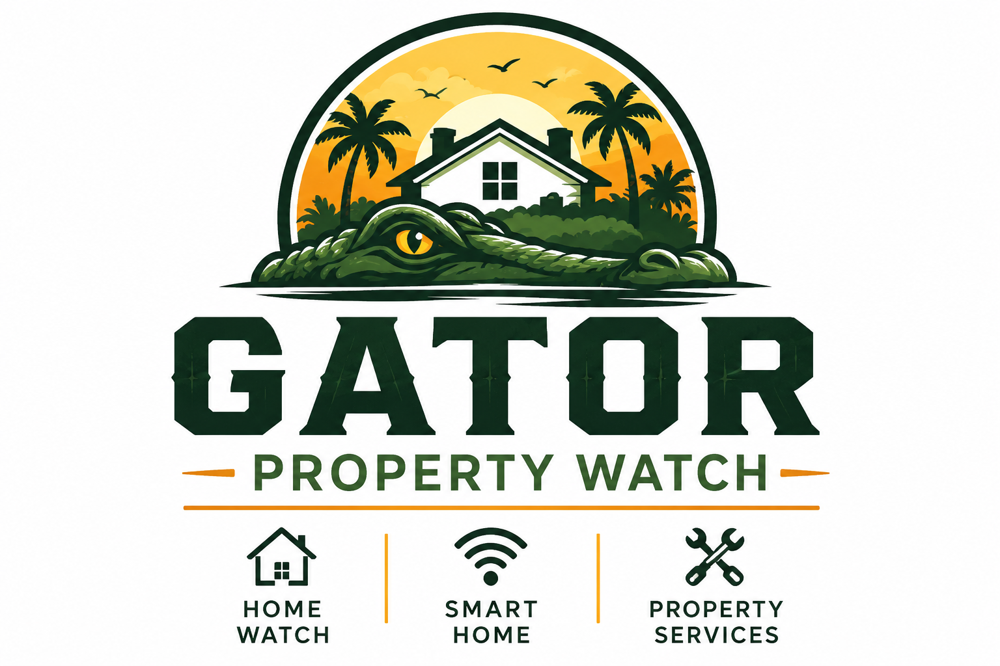 GATOR
PROPERTY WATCH
HOME
WATCH
SMART
HOME
PROPERTY
SERVICES